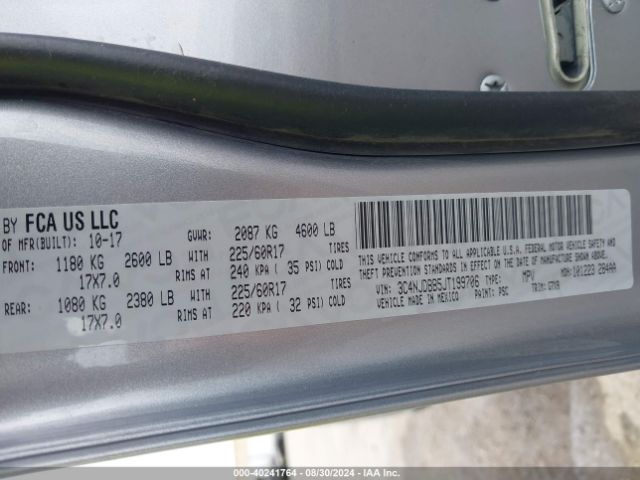 BY FCA US LLC
OF MFR(BUILT): 10-17 GVWR: 2087 KG 4600 LB
FRONT: 1180 KG 2600 LB WITH 225/60R17 TIRES
17X7.0 RIMS AT 240 KPA ( 35 PSI) COLD
REAR: 1080 KG 2380 LB WITH 225/60R17 TIRES
17X7.0 RIMS AT 220 KPA ( 32 PSI) COLD
THIS VEHICLE CONFORMS TO ALL APPLICABLE U.S.A. FEDERAL MOTOR VEHICLE SAFETY AND
THEFT PREVENTION STANDARDS IN EFFECT ON THE DATE OF MANUFACTURE SHOWN ABOVE.
VIN: 3C4NJDBB5JT199706 TYPE: MPV MDH: 101223 284AA
VEHICLE MADE IN MEXICO PAINT: PSC TRIM:
000-40241764 - 08/30/2024 - IAA Inc.